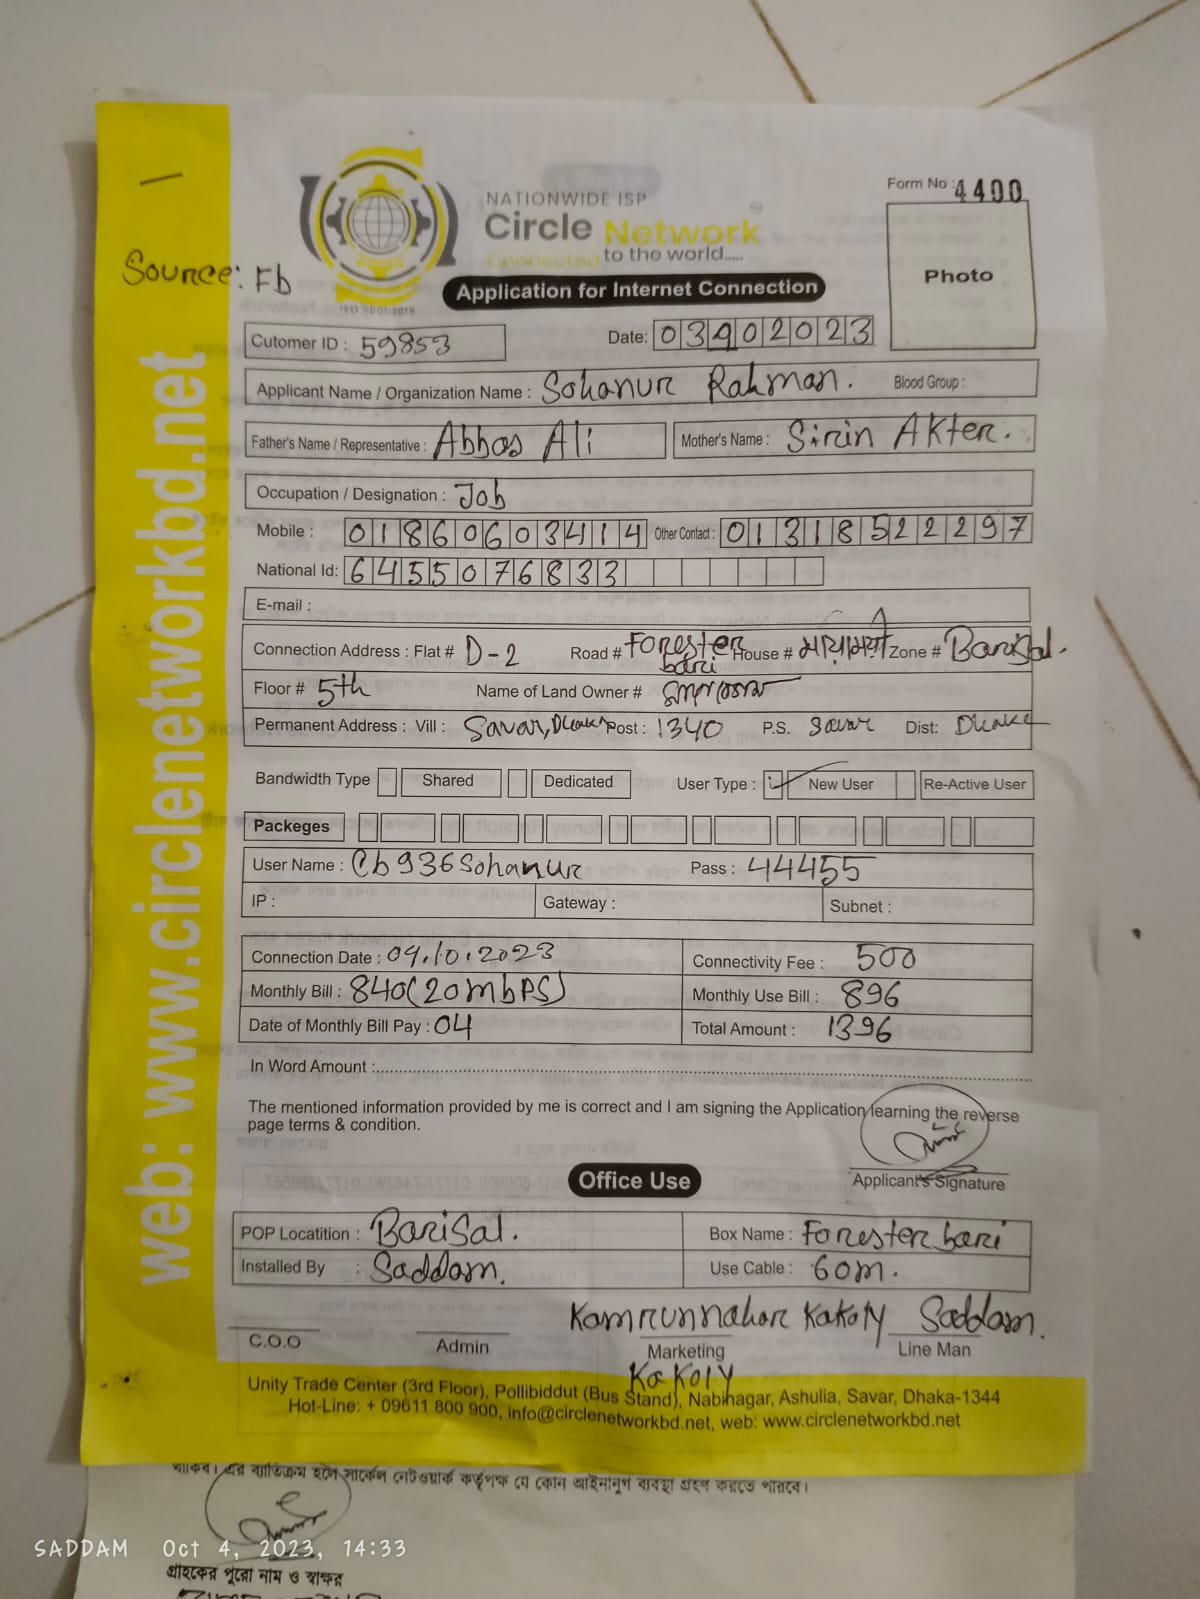 NATIONWIDE ISP
Circle Network
Connected to the world.....
ISO 9001:2015
Form No : 4400
Photo
Source: Fb
Application for Internet Connection
Cutomer ID : 59853
Date: 03902023
Applicant Name / Organization Name : Sohanur Rahman. Blood Group :
Father's Name / Representative : Abbas Ali Mother's Name : Sirin AKter.
Occupation / Designation : Job
Mobile : 01860603414 Other Contact : 01318522297
National Id: 6455076833
E-mail :
Connection Address : Flat # D-2 Road # Forester bari House # Zone # Barisal.
Floor # 5th Name of Land Owner #
Permanent Address : Vill : Savar, Dhaka Post : 1340 P.S. Savar Dist: Dhaka
Bandwidth Type Shared Dedicated User Type : New User Re-Active User
Packeges
User Name : Cb936Sohanur Pass : 44455
IP : Gateway : Subnet :
Connection Date : 04.10.2023 Connectivity Fee : 500
Monthly Bill : 840(20mbPS) Monthly Use Bill : 896
Date of Monthly Bill Pay : 04 Total Amount : 1396
In Word Amount :
The mentioned information provided by me is correct and I am signing the Application learning the reverse
page terms & condition.
Applicant's Signature
Office Use
POP Locatition : BariSal. Box Name : Forester bari
Installed By : Saddam. Use Cable : 60m.
Kamrunnahar Kakoly Saddam.
C.O.O Admin Marketing Line Man
KaKoly
Unity Trade Center (3rd Floor), Pollibiddut (Bus Stand), Nabinagar, Ashulia, Savar, Dhaka-1344
Hot-Line: + 09611 800 900, info@circlenetworkbd.net, web: www.circlenetworkbd.net
web: www.circlenetworkbd.net
থাকিব। এর ব্যতিক্রম হলে সার্কেল নেটওয়ার্ক কর্তৃপক্ষ যে কোন আইনানুগ ব্যবস্থা গ্রহণ করতে পারবে।
SADDAM Oct 4, 2023, 14:33
গ্রাহকের পুরো নাম ও স্বাক্ষর